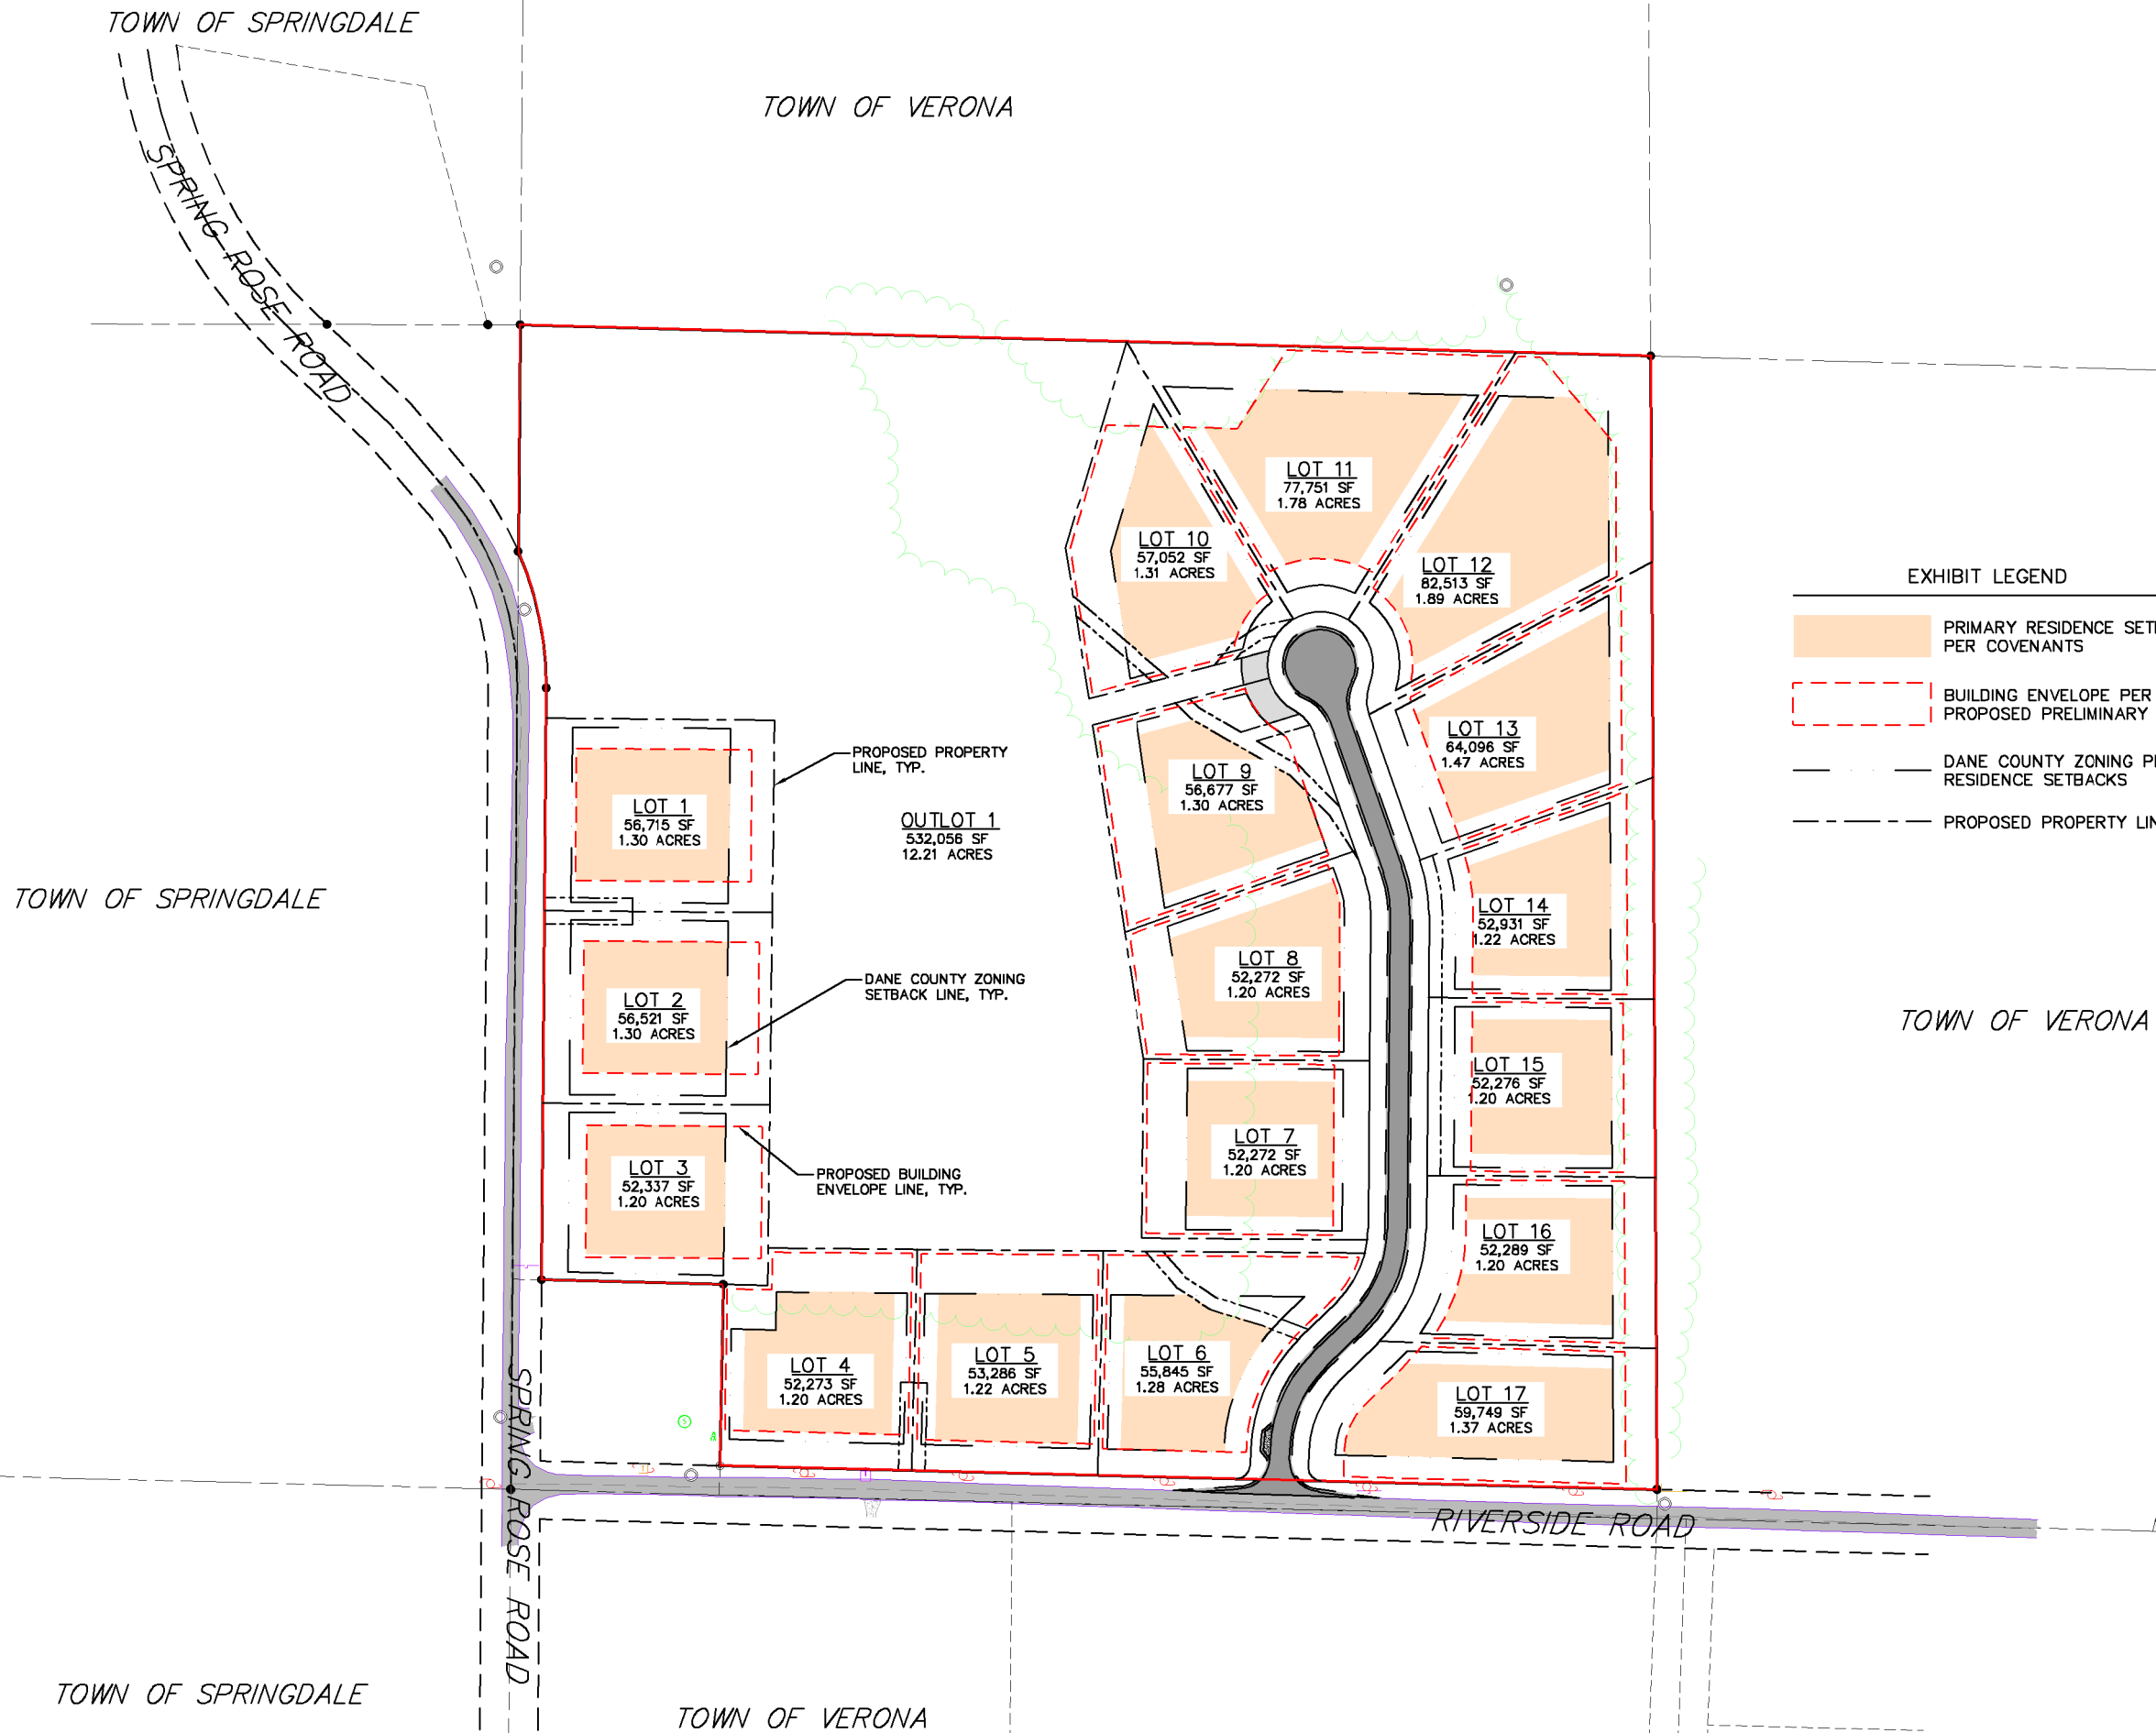 TOWN OF SPRINGDALE
TOWN OF VERONA
SPRING ROSE ROAD
LOT 11
77,751 SF
1.78 ACRES
LOT 10
57,052 SF
1.31 ACRES
LOT 12
82,513 SF
1.89 ACRES
EXHIBIT LEGEND
PRIMARY RESIDENCE
PER COVENANTS
BUILDING ENVELOPE PER
PROPOSED PRELIMINARY
DANE COUNTY ZONING
RESIDENCE SETBACKS
PROPOSED PROPERTY
LOT 13
64,096 SF
1.47 ACRES
PROPOSED PROPERTY
LINE, TYP.
LOT 9
56,677 SF
1.30 ACRES
LOT 1
56,715 SF
1.30 ACRES
OUTLOT 1
532,056 SF
12.21 ACRES
TOWN OF SPRINGDALE
LOT 14
52,931 SF
1.22 ACRES
LOT 8
52,272 SF
1.20 ACRES
DANE COUNTY ZONING
SETBACK LINE, TYP.
LOT 2
56,521 SF
1.30 ACRES
TOWN OF VERONA
LOT 15
52,276 SF
1.20 ACRES
LOT 7
52,272 SF
1.20 ACRES
LOT 3
52,337 SF
1.20 ACRES
PROPOSED BUILDING
ENVELOPE LINE, TYP.
LOT 16
52,289 SF
1.20 ACRES
LOT 4
52,273 SF
1.20 ACRES
LOT 5
53,286 SF
1.22 ACRES
LOT 6
55,845 SF
1.28 ACRES
LOT 17
59,749 SF
1.37 ACRES
SPRING ROSE ROAD
RIVERSIDE ROAD
TOWN OF SPRINGDALE
TOWN OF VERONA